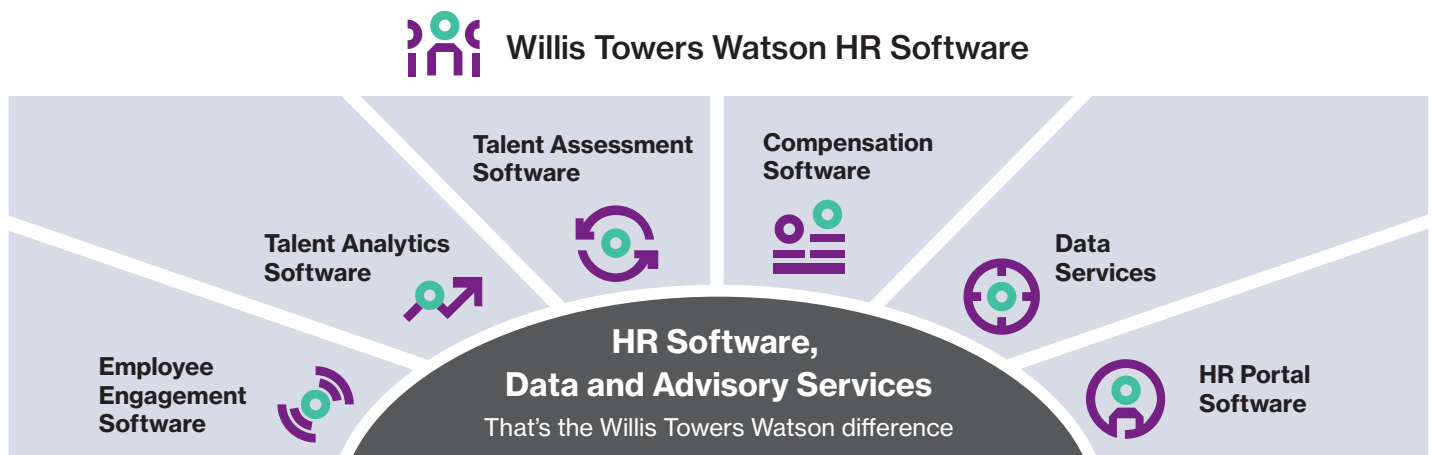 Willis Towers Watson HR Software
Employee
Engagement
Software
Talent Analytics
Software
Talent Assessment
Software
Compensation
Software
Data
Services
HR Portal
Software
HR Software,
Data and Advisory Services
That's the Willis Towers Watson difference